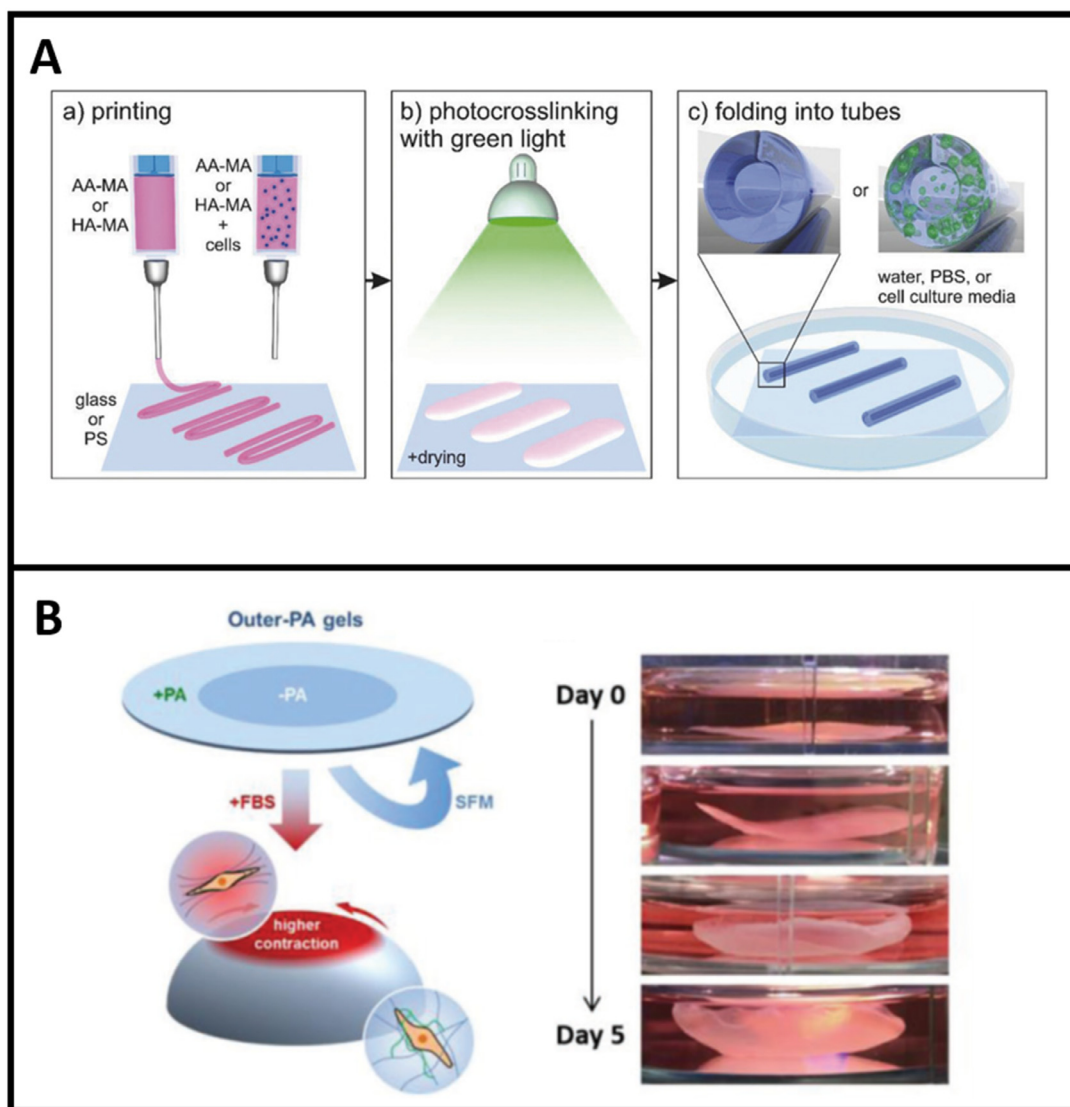 A
a) printing
AA-MA
or
HA-MA
AA-MA
or
HA-MA
+
cells
glass
or
PS
b) photocrosslinking
with green light
+drying
c) folding into tubes
or
water, PBS, or
cell culture media
B
Outer-PA gels
+PA
-PA
+FBS
SFM
higher
contraction
Day 0
Day 5